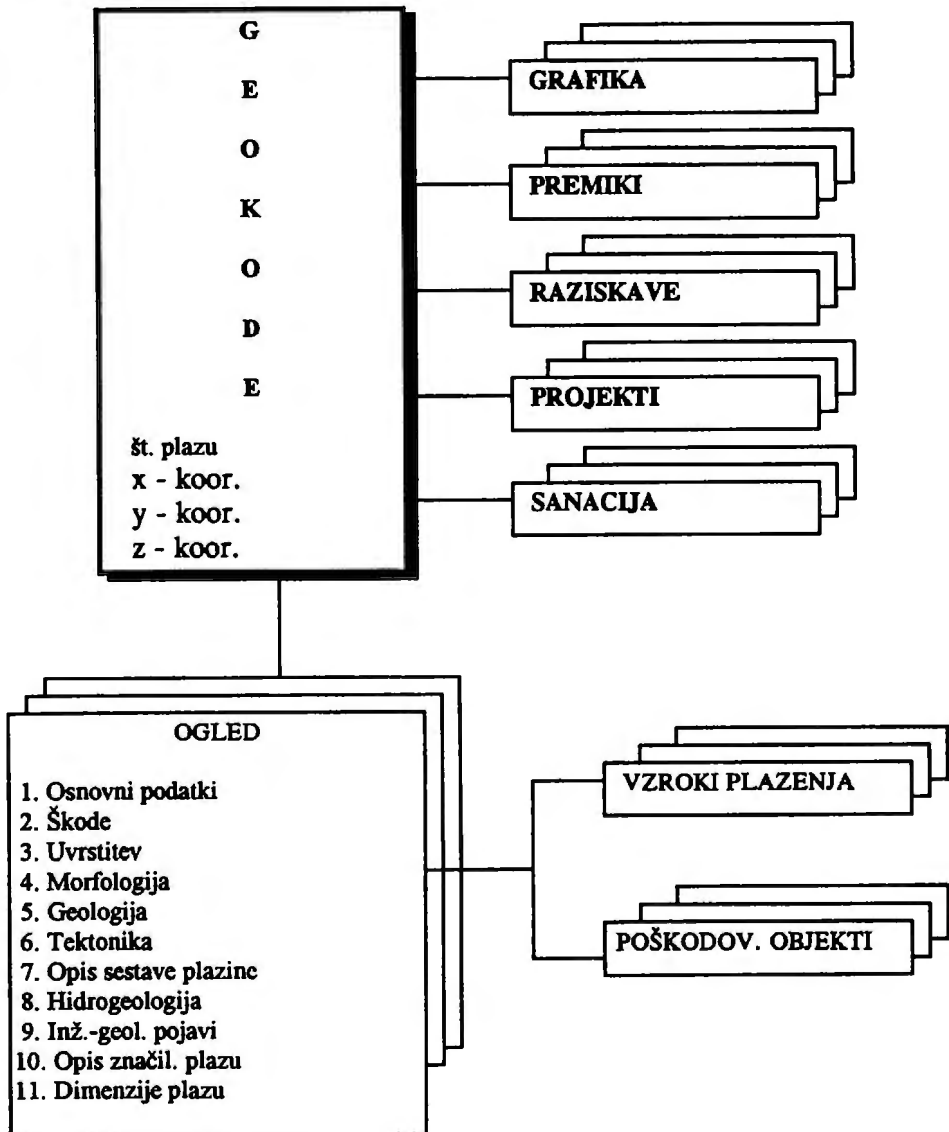 G
E
O
K
O
D
E
št. plazu
x - koor.
y - koor.
z - koor.
GRAFIKA
PREMIKI
RAZISKAVE
PROJEKTI
SANACIJA
OGLED
1. Osnovni podatki
2. Škode
3. Uvrstitev
4. Morfologija
5. Geologija
6. Tektonika
7. Opis sestave plazine
8. Hidrogeologija
9. Inž.-geol. pojavi
10. Opis značil. plazu
11. Dimenzije plazu
VZROKI PLAZENJA
POŠKODOV. OBJEKTI